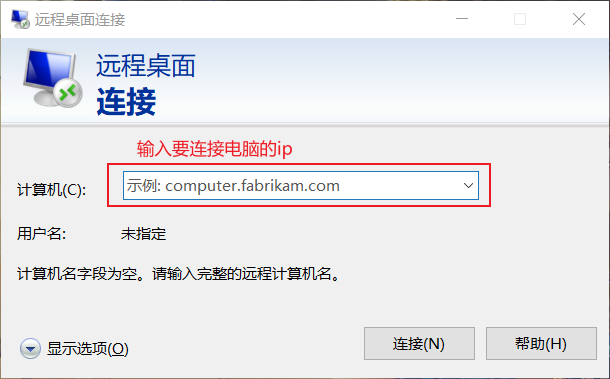 远程桌面连接
远程桌面
连接
输入要连接电脑的ip
计算机(C):
示例: computer.fabrikam.com
用户名:
未指定
计算机名字段为空。请输入完整的远程计算机名。
显示选项(O)
连接(N)
帮助(H)